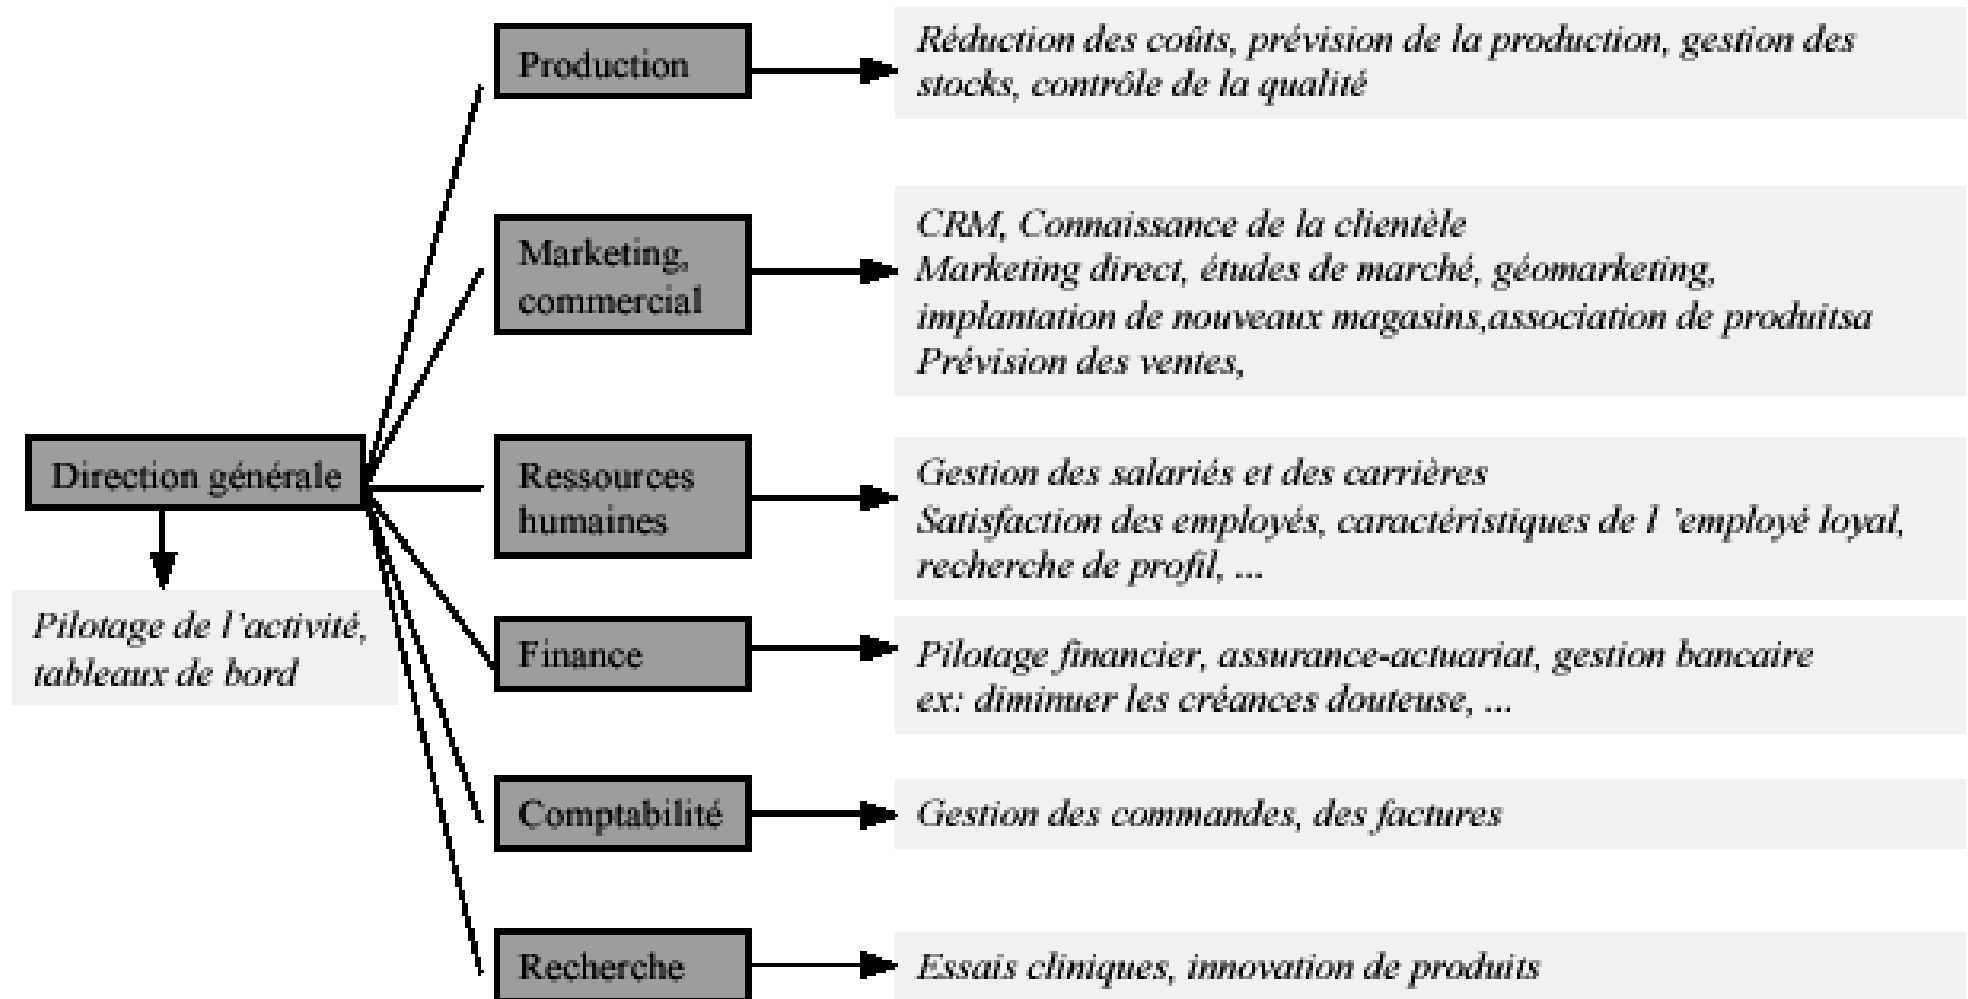 Production
Réduction des coûts, prévision de la production, gestion des
stocks, contrôle de la qualité
Marketing,
commercial
CRM, Connaissance de la clientèle
Marketing direct, études de marché, géomarketing,
implantation de nouveaux magasins,association de produitsa
Prévision des ventes,
Direction générale
Pilotage de l'activité,
tableaux de bord
Ressources
humaines
Gestion des salariés et des carrières
Satisfaction des employés, caractéristiques de l 'employé loyal,
recherche de profil, ...
Finance
Pilotage financier, assurance-actuariat, gestion bancaire
ex: diminuer les créances douteuse, ...
Comptabilité
Gestion des commandes, des factures
Recherche
Essais cliniques, innovation de produits